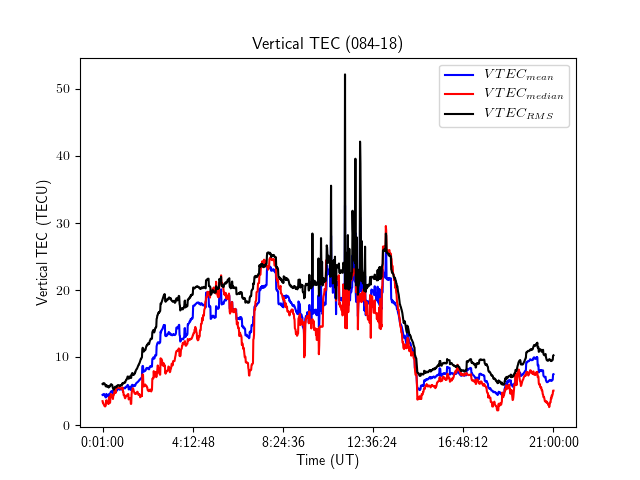 Vertical TEC (084-18)
VTEC_mean
VTEC_median
VTEC_RMS
Vertical TEC (TECU)
50
40
30
20
10
0
0:01:00 4:12:48 8:24:36 12:36:24 16:48:12 21:00:00
Time (UT)